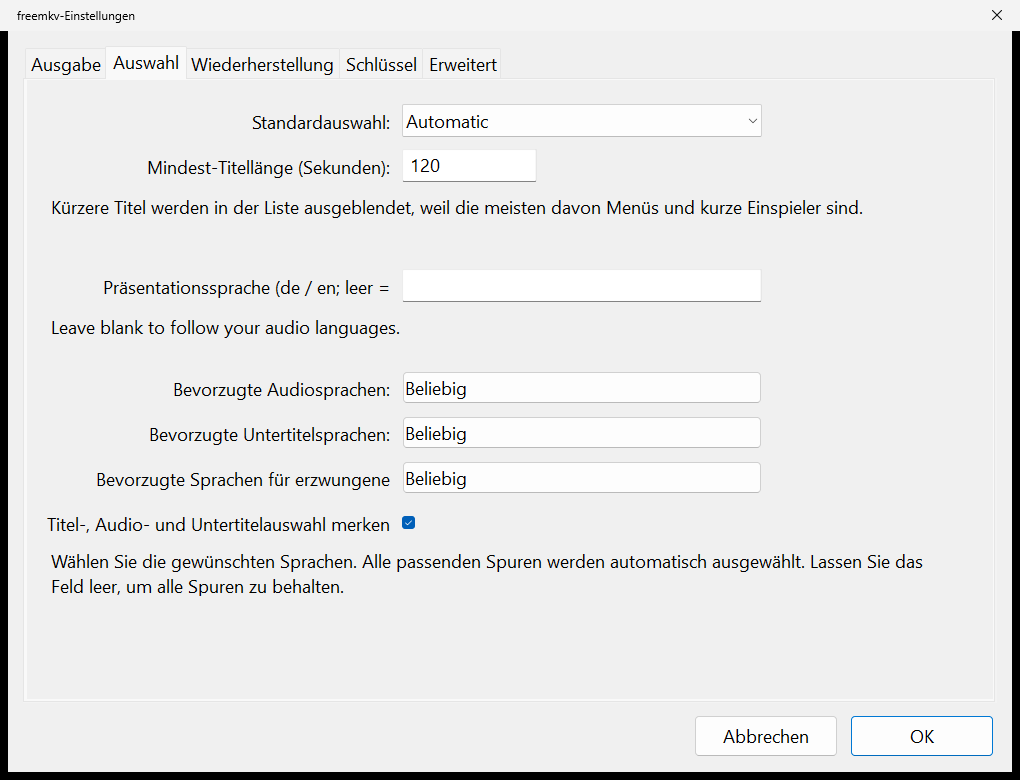 freemkv-Einstellungen
Ausgabe Auswahl Wiederherstellung Schlüssel Erweitert
Standardauswahl: Automatic
Mindest-Titellänge (Sekunden): 120
Kürzere Titel werden in der Liste ausgeblendet, weil die meisten davon Menüs und kurze Einspieler sind.
Präsentationssprache (de / en; leer =
Leave blank to follow your audio languages.
Bevorzugte Audiosprachen: Beliebig
Bevorzugte Untertitelsprachen: Beliebig
Bevorzugte Sprachen für erzwungene Beliebig
Titel-, Audio- und Untertitelauswahl merken
Wählen Sie die gewünschten Sprachen. Alle passenden Spuren werden automatisch ausgewählt. Lassen Sie das
Feld leer, um alle Spuren zu behalten.
Abbrechen OK